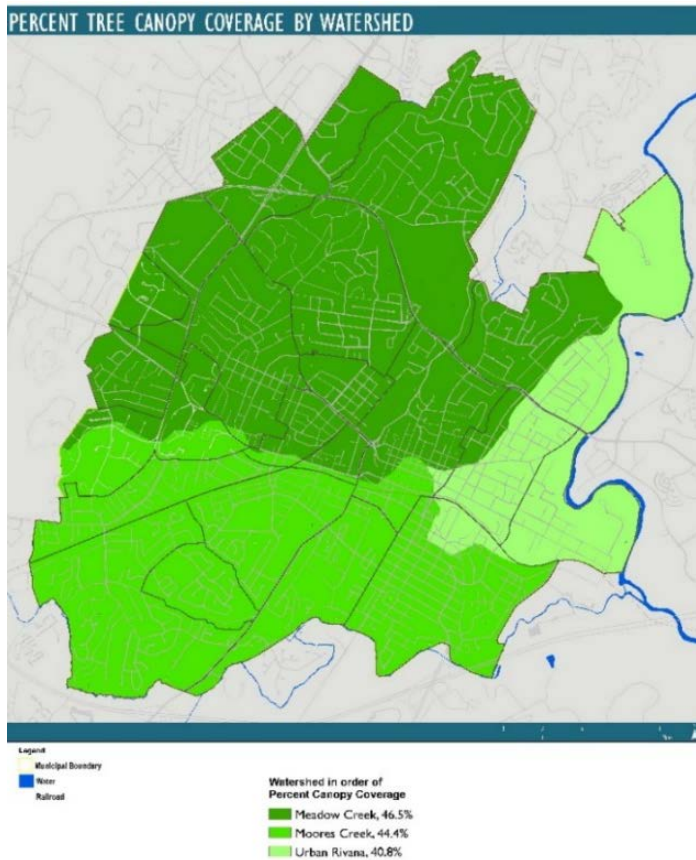 PERCENT TREE CANOPY COVERAGE BY WATERSHED
Legend
Municipal Boundary
Water
Railroad
Watershed in order of
Percent Canopy Coverage
Meadow Creek, 46.5%
Moores Creek, 44.4%
Urban Rivana, 40.8%